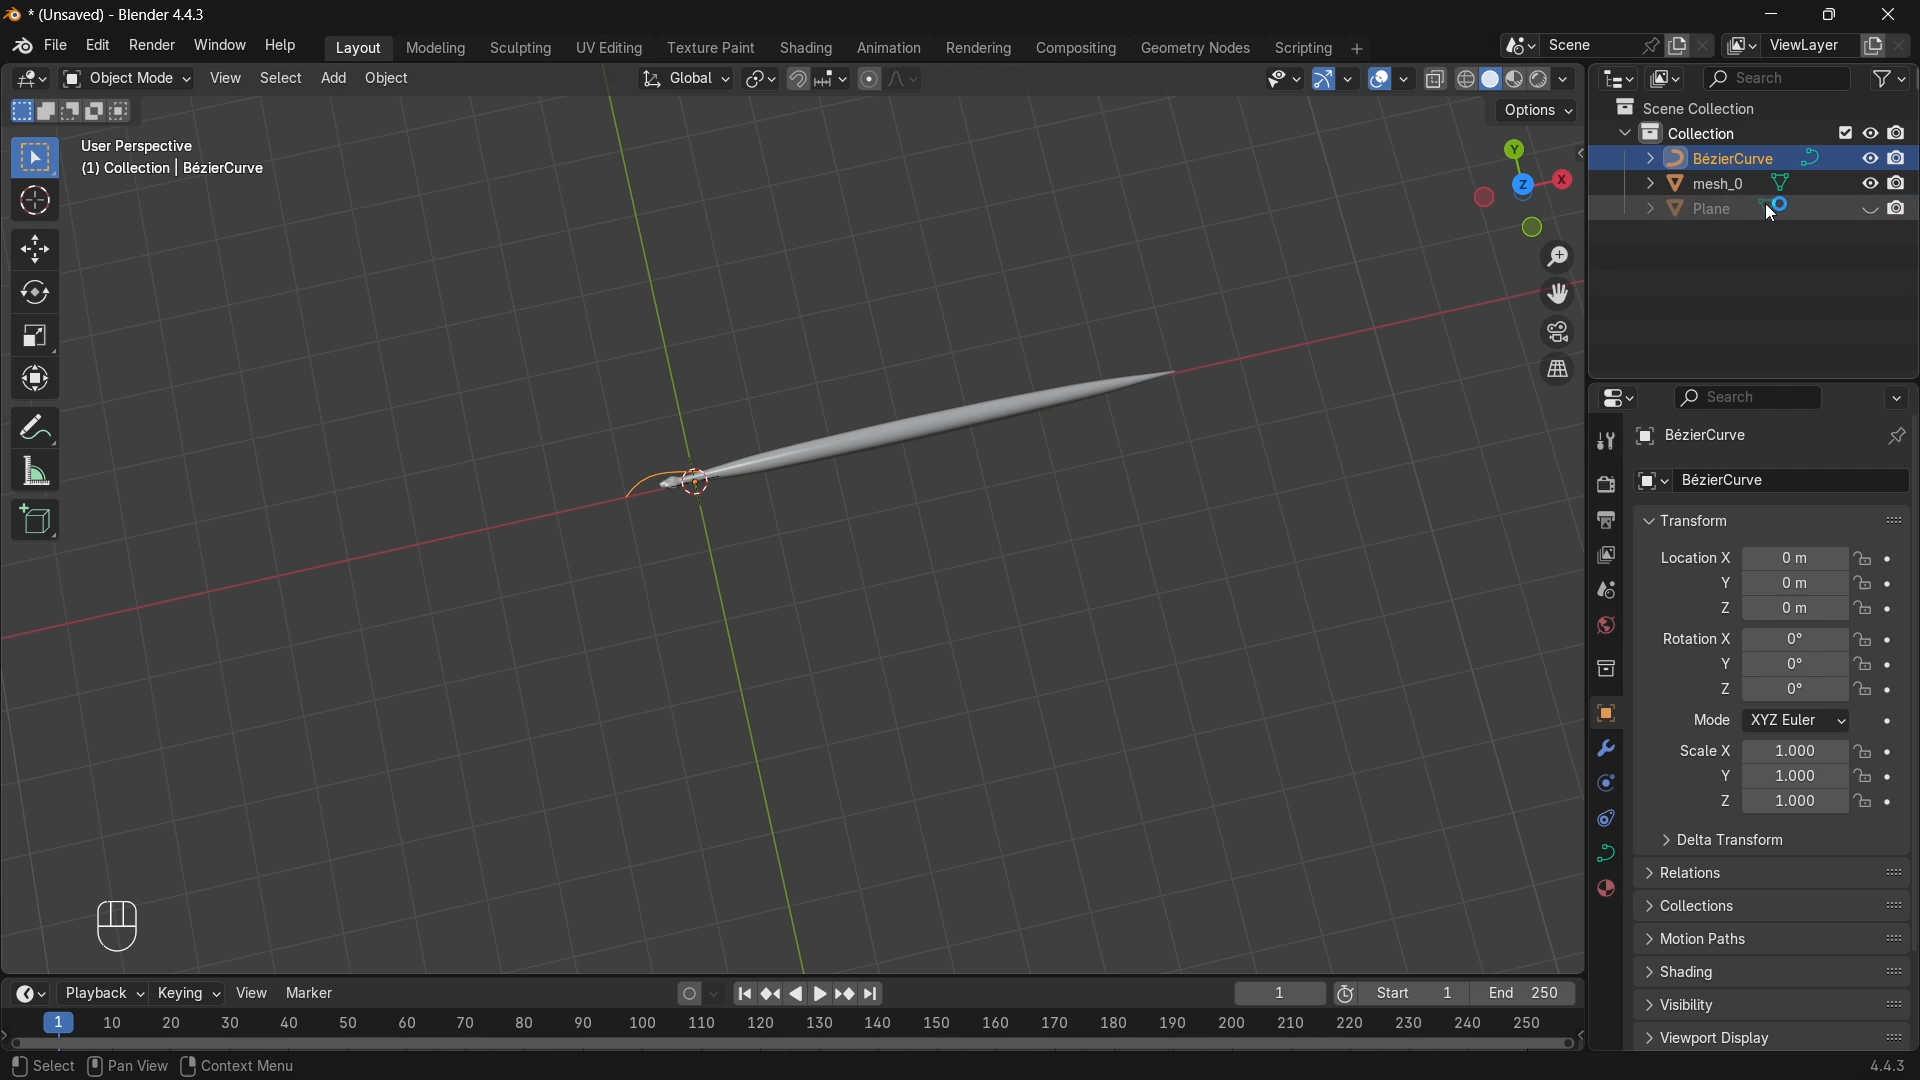 * (Unsaved) - Blender 4.4.3
File Edit Render Window Help
Layout Modeling Sculpting UV Editing Texture Paint Shading Animation Rendering Compositing Geometry Nodes Scripting +
Scene
ViewLayer
Object Mode View Select Add Object
Global
Options
User Perspective
(1) Collection | BézierCurve
Y
X
Z
Search
Scene Collection
Collection
BézierCurve
mesh_0
Plane
Search
BézierCurve
BézierCurve
Transform
Location X 0 m
Y 0 m
Z 0 m
Rotation X 0°
Y 0°
Z 0°
Mode XYZ Euler
Scale X 1.000
Y 1.000
Z 1.000
Delta Transform
Relations
Collections
Motion Paths
Shading
Visibility
Viewport Display
Playback Keying View Marker
1
Start 1 End 250
1 10 20 30 40 50 60 70 80 90 100 110 120 130 140 150 160 170 180 190 200 210 220 230 240 250
Select Pan View Context Menu
4.4.3